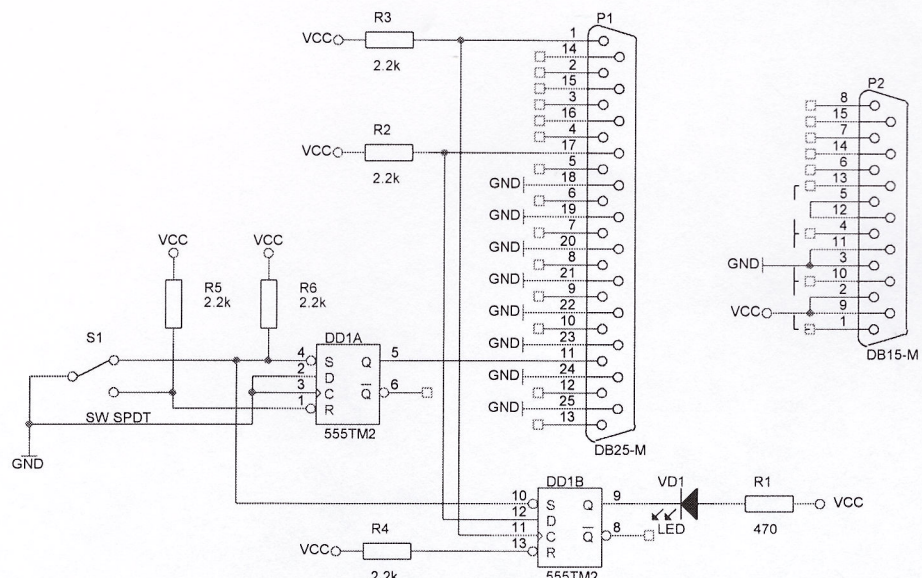 R3
VCC
2.2k
R2
VCC
2.2k
P1
1
14
2
15
3
16
4
17
5
GND 18
6
GND 19
7
GND 20
8
GND 21
9
GND 22
10
GND 23
11
GND 24
12
GND 25
13
DB25-M
P2
8
15
7
14
6
13
5
12
4
11
GND 3
10
2
VCC 9
1
DB15-M
VCC VCC
R5
2.2k
R6
2.2k
S1
SW SPDT
GND
DD1A
4 S Q 5
2 D
3 C Q 6
1 R
555TM2
DD1B
10 S Q 9
12 D
11 C Q 8
13 R
555TM2
VD1
LED
R1
470
VCC
R4
VCC
2.2k